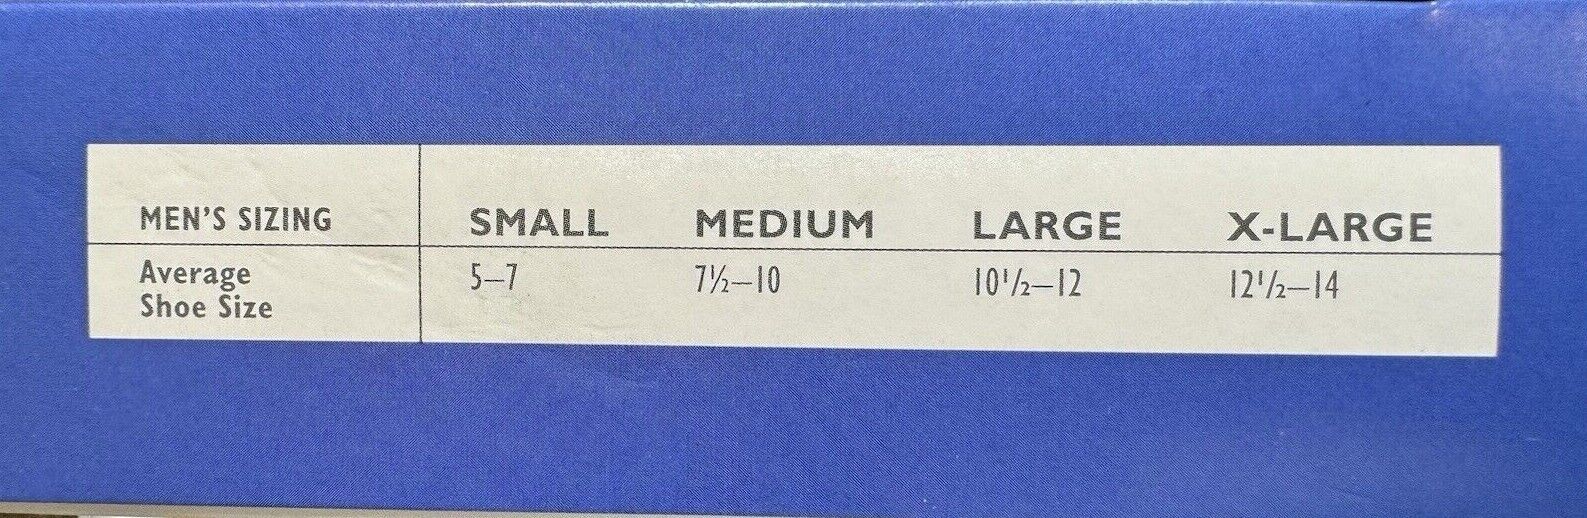 MEN'S SIZING SMALL MEDIUM LARGE X-LARGE
Average 5–7 7½–10 10½–12 12½–14
Shoe Size